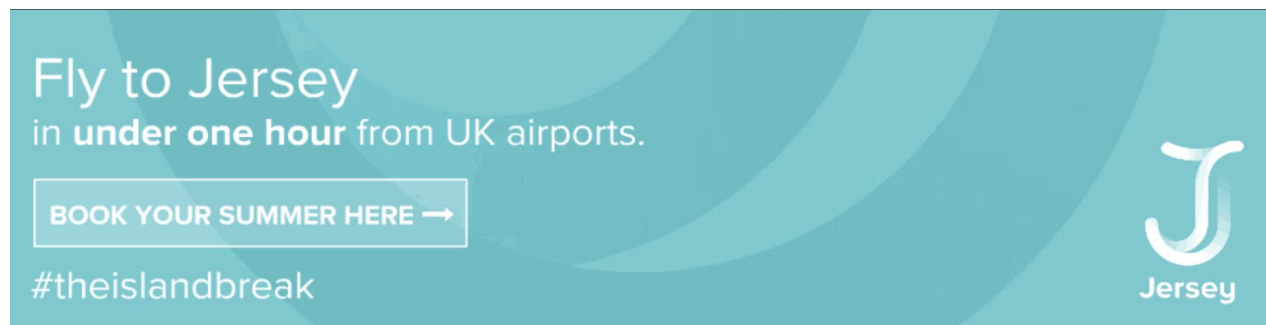 Fly to Jersey
in under one hour from UK airports.
BOOK YOUR SUMMER HERE →
#theislandbreak
Jersey